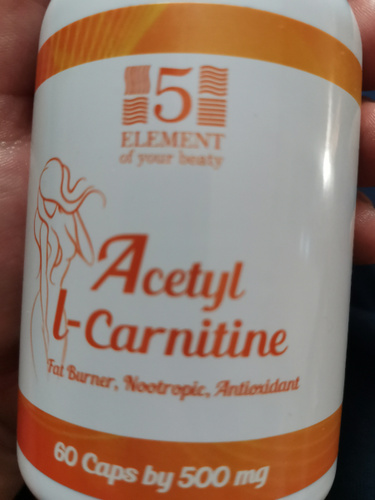 5
ELEMENT
of your beaty
Acetyl
l-Carnitine
Fat Burner, Nootropic, Antioxidant
60 Caps by 500 mg